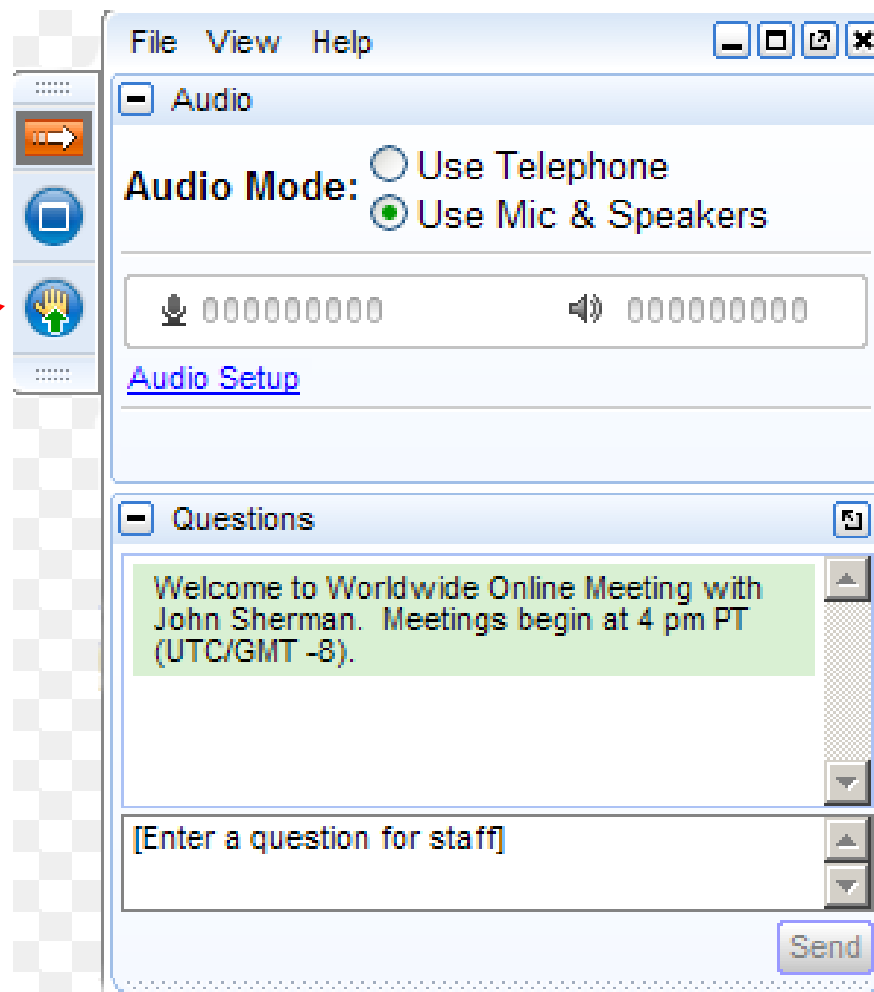 File View Help
Audio
Audio Mode:
Use Telephone
Use Mic & Speakers
000000000 000000000
Audio Setup
Questions
Welcome to Worldwide Online Meeting with
John Sherman.  Meetings begin at 4 pm PT
(UTC/GMT -8).
[Enter a question for staff]
Send